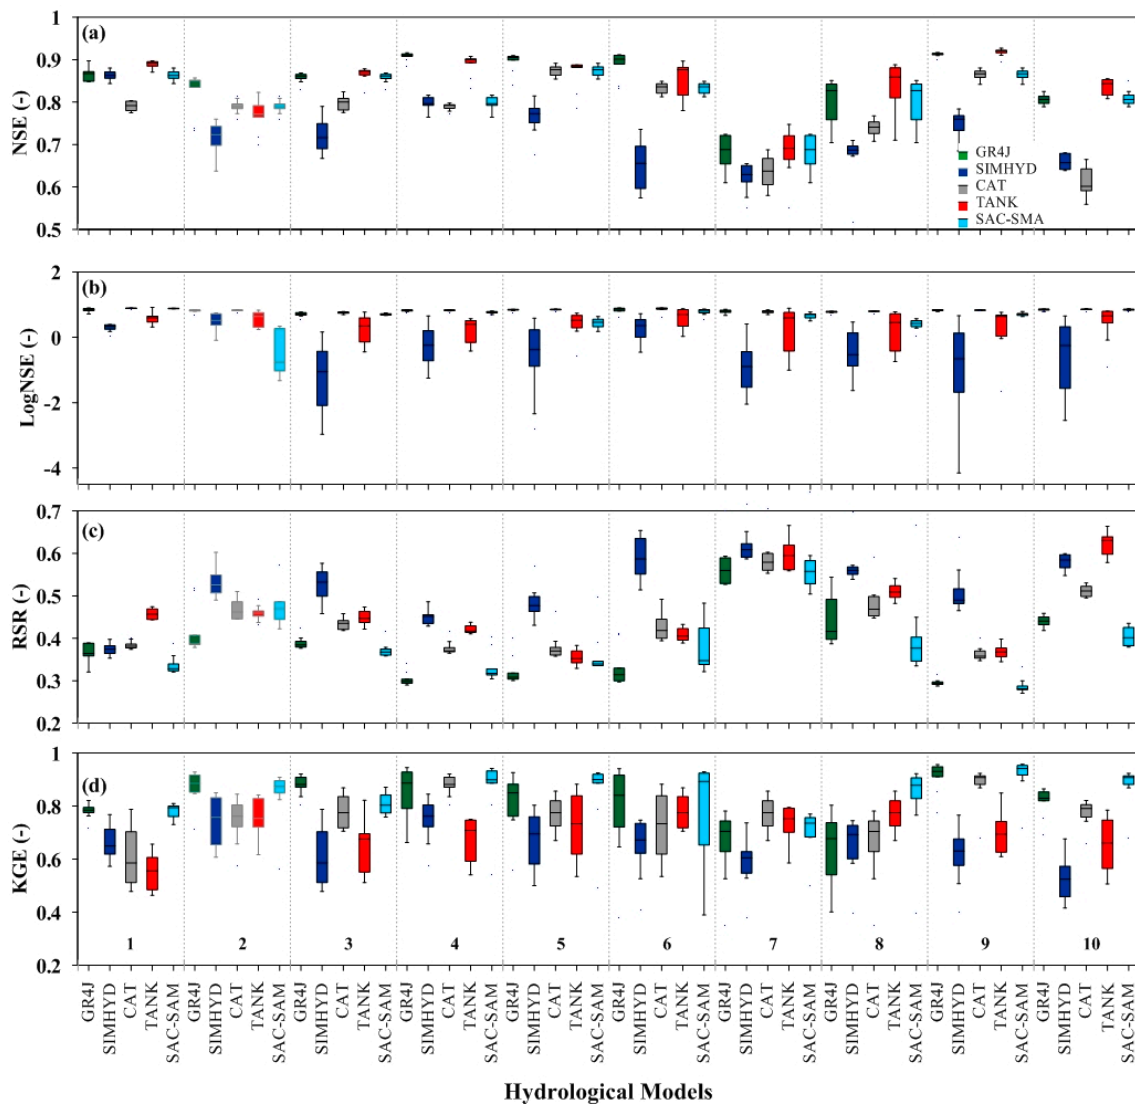 (a)
NSE (-)
1
0.9
0.8
0.7
0.6
0.5
GR4J
SIMHYD
CAT
TANK
SAC-SMA
(b)
LogNSE (-)
2
0
-2
-4
(c)
RSR (-)
0.7
0.6
0.5
0.4
0.3
0.2
(d)
KGE (-)
1
0.8
0.6
0.4
0.2
1 2 3 4 5 6 7 8 9 10
GR4J SIMHYD CAT TANK SAC-SAM GR4J SIMHYD CAT TANK SAC-SAM GR4J SIMHYD CAT TANK SAC-SAM GR4J SIMHYD CAT TANK SAC-SAM GR4J SIMHYD CAT TANK SAC-SAM GR4J SIMHYD CAT TANK SAC-SAM GR4J SIMHYD CAT TANK SAC-SAM GR4J SIMHYD CAT TANK SAC-SAM GR4J SIMHYD CAT TANK SAC-SAM GR4J SIMHYD CAT TANK SAC-SAM
Hydrological Models